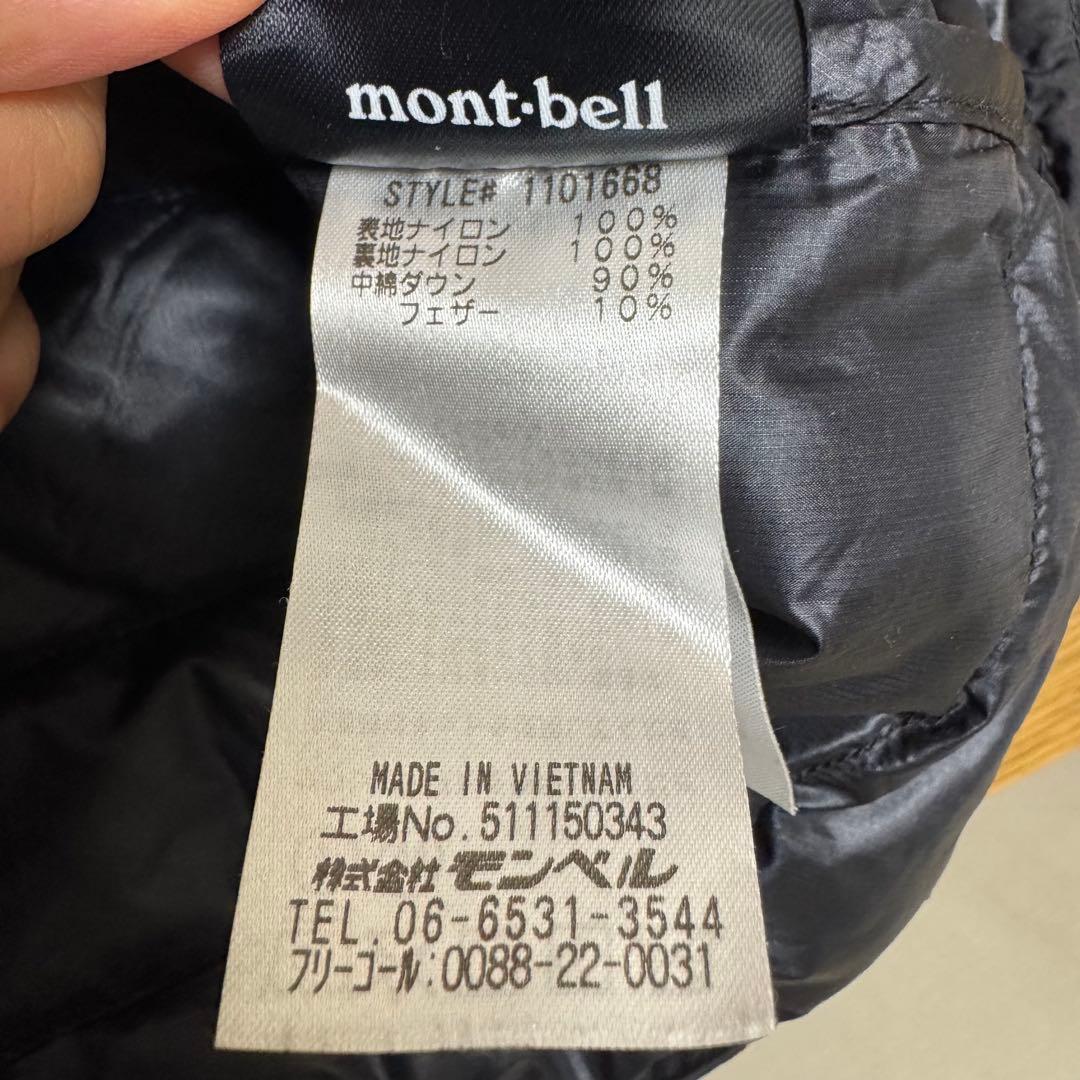 mont·bell
STYLE# 1101668
表地ナイロン 100%
裏地ナイロン 100%
中綿ダウン 90%
フェザー 10%
MADE IN VIETNAM
工場No.511150343
株式会社モンベル
TEL.06-6531-3544
フリーコール:0088-22-0031